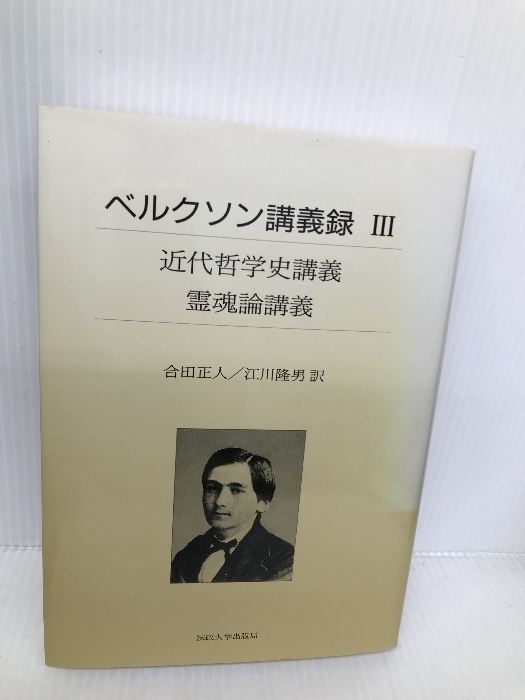 ベルクソン講義録 III
近代哲学史講義
霊魂論講義
合田正人／江川隆男 訳
法政大学出版局